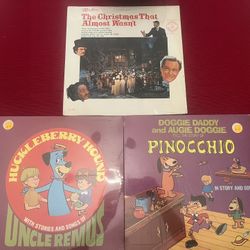 The Christmas That
Almost Wasn't
HUCKLEBERRY HOUND
WITH STORIES AND SONGS OF
UNCLE REMUS
DOGGIE DADDY
and AUGIE DOGGIE
PINOCCHIO
IN STORY AND SONG